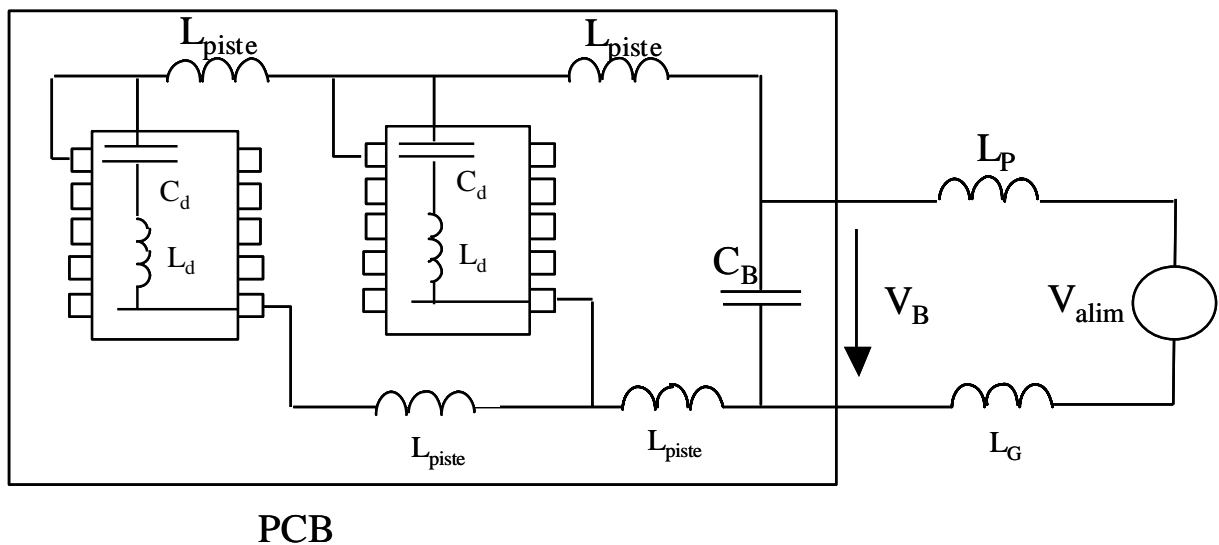 L_piste
L_piste
C_d
L_d
C_d
L_d
L_piste
L_piste
C_B
V_B
L_P
V_alim
L_G
PCB